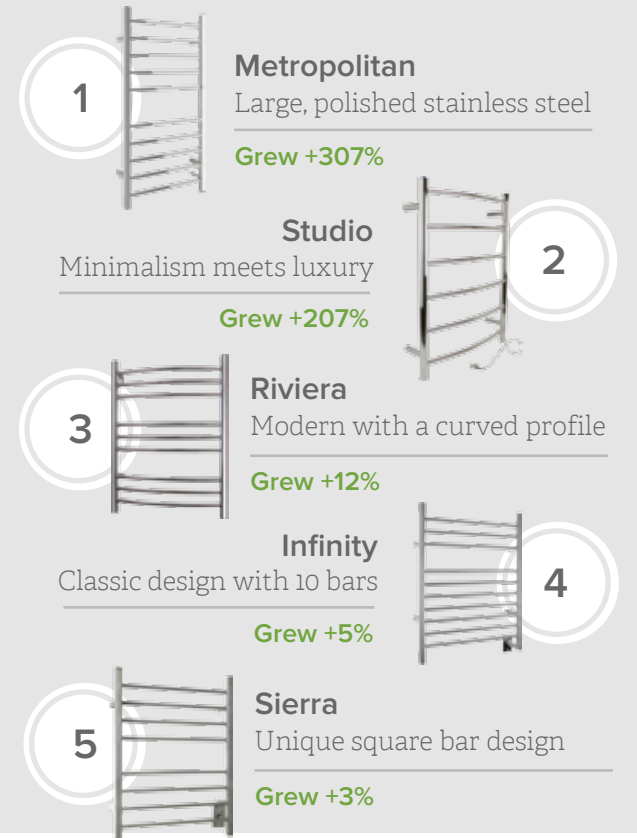 1
Metropolitan
Large, polished stainless steel
Grew +307%
Studio
Minimalism meets luxury
Grew +207%
2
3
Riviera
Modern with a curved profile
Grew +12%
Infinity
Classic design with 10 bars
Grew +5%
4
5
Sierra
Unique square bar design
Grew +3%